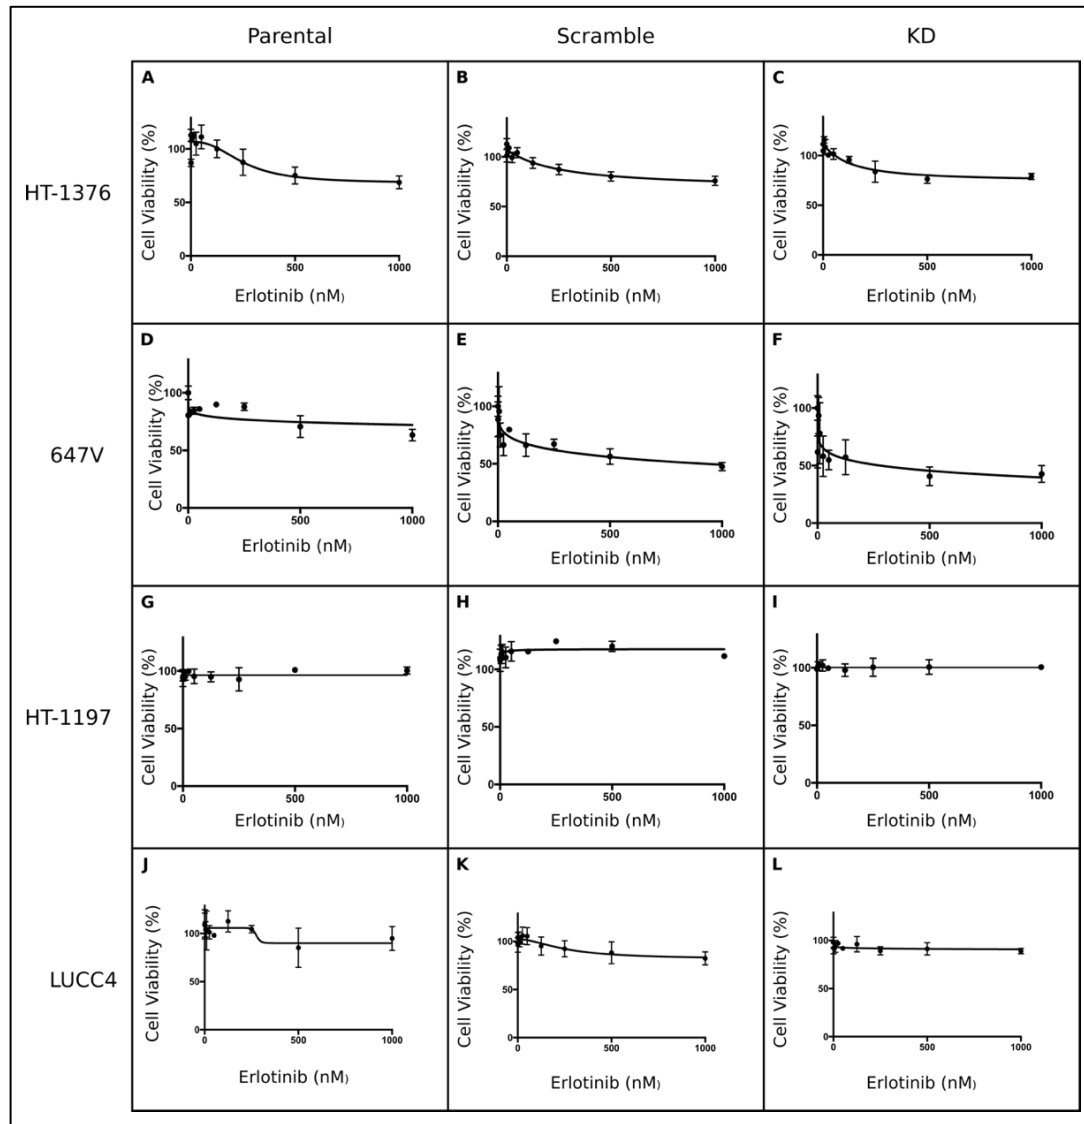 Parental Scramble KD
HT-1376
A
Cell Viability (%)
100
50
0
0 500 1000
Erlotinib (nM)
B
Cell Viability (%)
100
50
0
0 500 1000
Erlotinib (nM)
C
Cell Viability (%)
100
50
0
0 500 1000
Erlotinib (nM)
647V
D
Cell Viability (%)
100
50
0
0 500 1000
Erlotinib (nM)
E
Cell Viability (%)
100
50
0
0 500 1000
Erlotinib (nM)
F
Cell Viability (%)
100
50
0
0 500 1000
Erlotinib (nM)
HT-1197
G
Cell Viability (%)
100
50
0
0 500 1000
Erlotinib (nM)
H
Cell Viability (%)
100
50
0
0 500 1000
Erlotinib (nM)
I
Cell Viability (%)
100
50
0
0 500 1000
Erlotinib (nM)
LUCC4
J
Cell Viability (%)
100
50
0
0 500 1000
Erlotinib (nM)
K
Cell Viability (%)
100
50
0
0 500 1000
Erlotinib (nM)
L
Cell Viability (%)
100
50
0
0 500 1000
Erlotinib (nM)